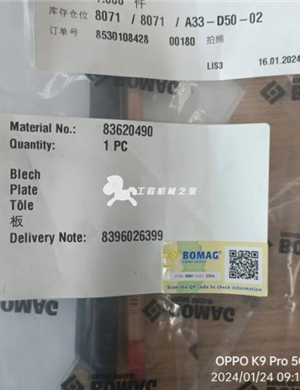 件
库存仓位 8071 / 8071 / A33-D50-02
订单号 8530108428 00180 拍照
LIS3 16.01.2024
BOMAG
Material No.: 83620490
Quantity: 1 PC
Blech
Plate
Tôle
板
工程机械之家
Delivery Note: 8396026399
BOMAG
FAYAT GROUP
Scan the QR code to check information
BOMAG
OPPO K9 Pro 5G
2024/01/24 09:1